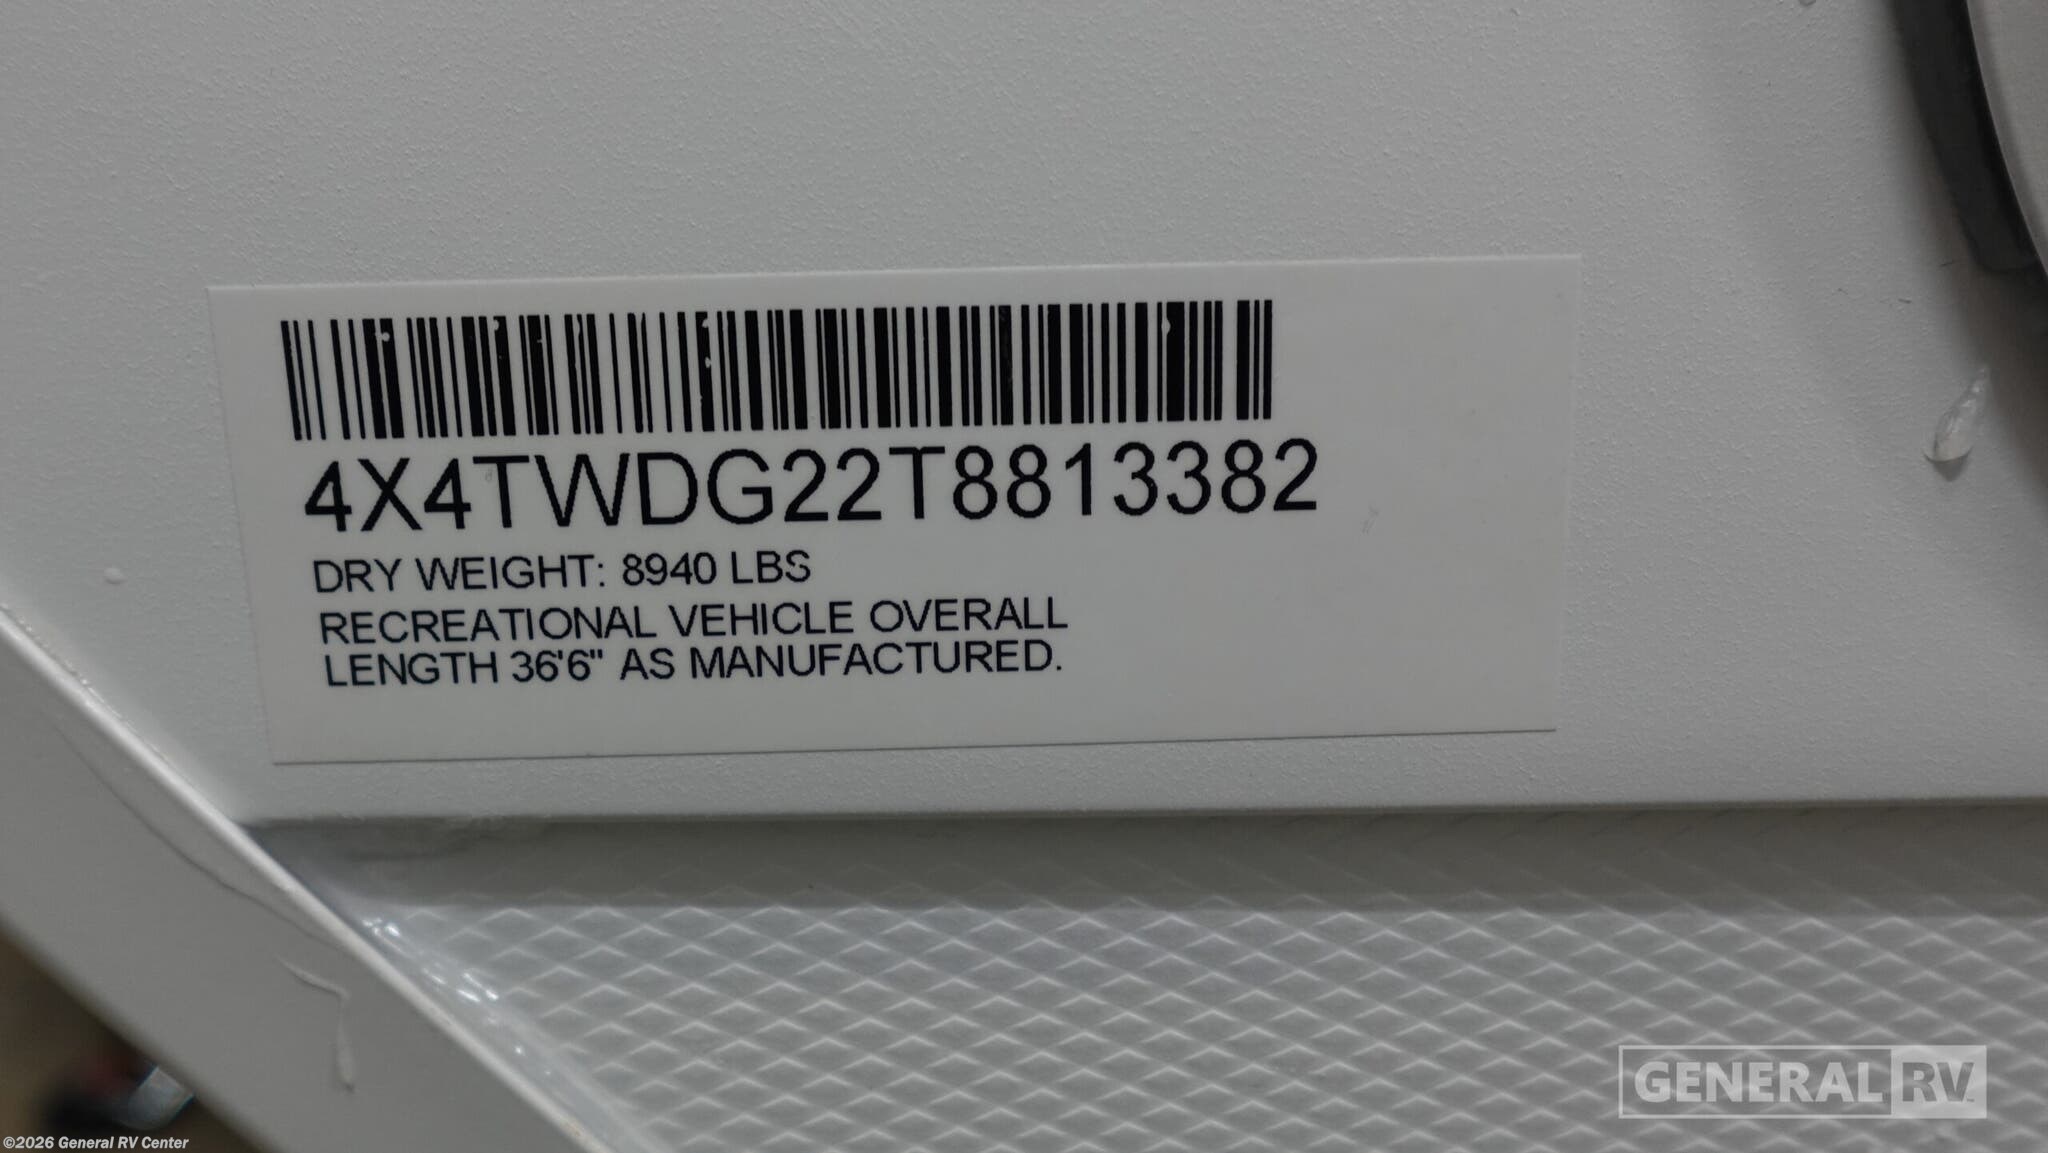 4X4TWDG22T8813382
DRY WEIGHT: 8940 LBS
RECREATIONAL VEHICLE OVERALL
LENGTH 36'6" AS MANUFACTURED.
GENERAL RV
©2026 General RV Center